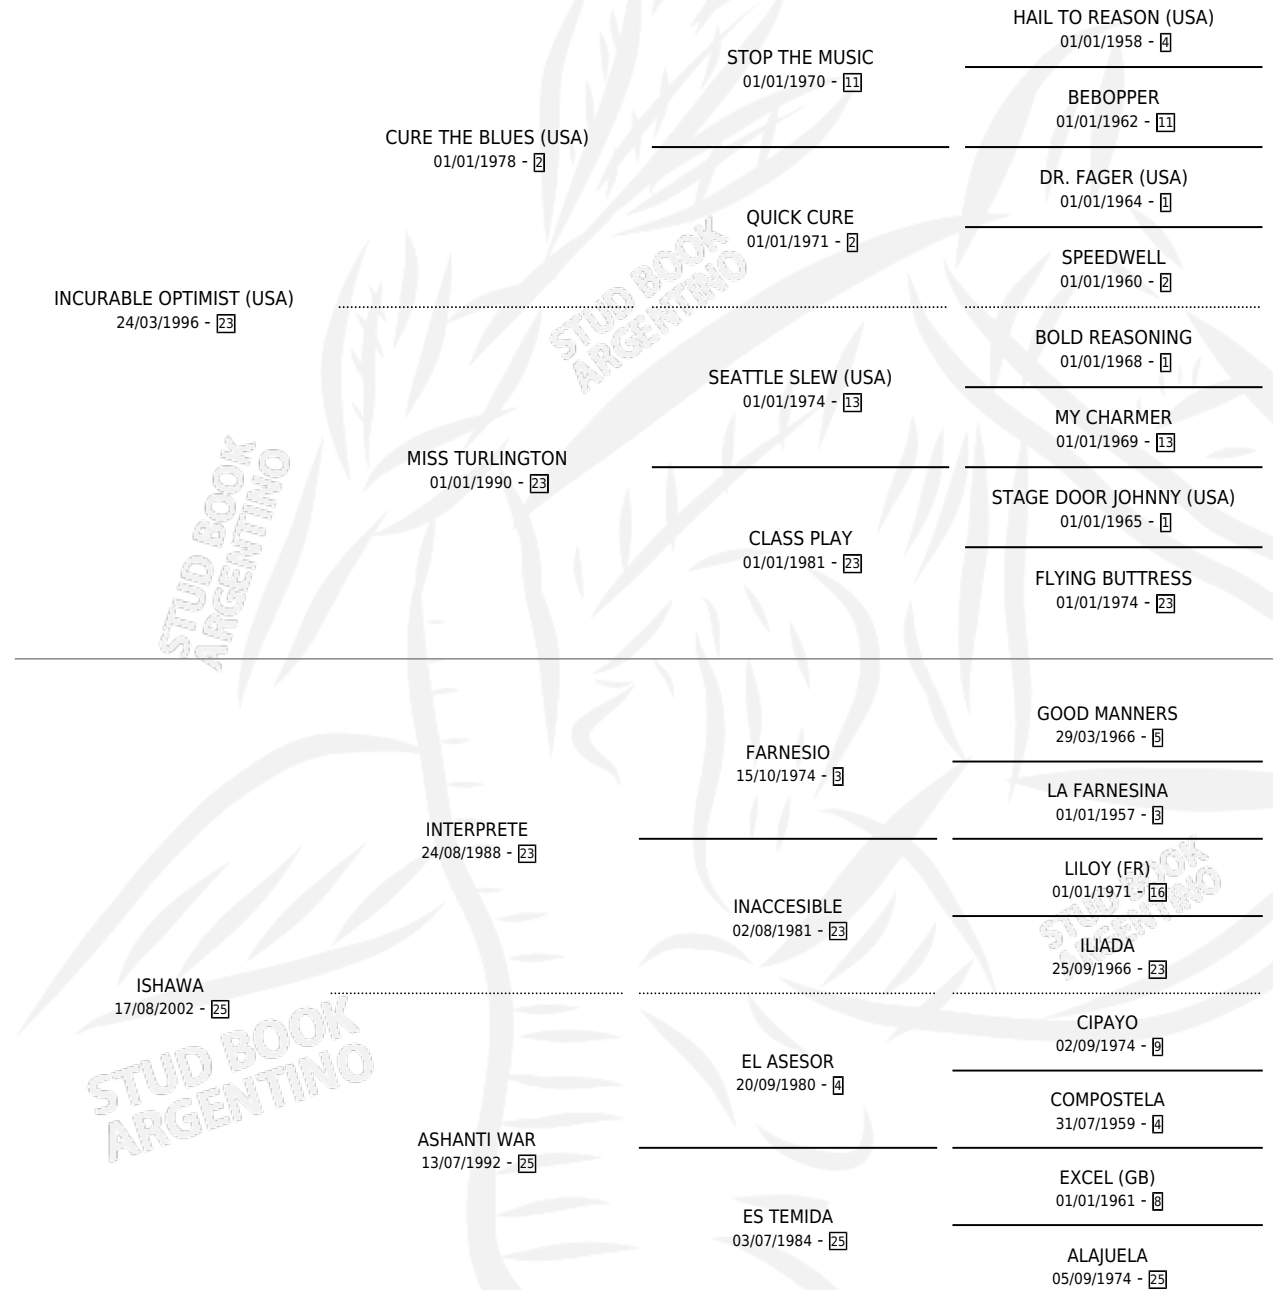 HAIL TO REASON (USA)
01/01/1958 - 4
STOP THE MUSIC
01/01/1970 - 11
BEBOPPER
01/01/1962 - 11
CURE THE BLUES (USA)
01/01/1978 - 2
DR. FAGER (USA)
01/01/1964 - 1
QUICK CURE
01/01/1971 - 2
SPEEDWELL
01/01/1960 - 2
INCURABLE OPTIMIST (USA)
24/03/1996 - 23
STUD BOOK
ARGENTINO
BOLD REASONING
01/01/1968 - 1
SEATTLE SLEW (USA)
01/01/1974 - 13
MY CHARMER
01/01/1969 - 13
MISS TURLINGTON
01/01/1990 - 23
STAGE DOOR JOHNNY (USA)
01/01/1965 - 1
CLASS PLAY
01/01/1981 - 23
FLYING BUTTRESS
01/01/1974 - 23
STUD BOOK
ARGENTINO
GOOD MANNERS
29/03/1966 - 5
FARNESIO
15/10/1974 - 3
LA FARNESINA
01/01/1957 - 3
INTERPRETE
24/08/1988 - 23
LILOY (FR)
01/01/1971 - 16
INACCESIBLE
02/08/1981 - 23
STUD BOOK
ARGENTINO
ILIADA
25/09/1966 - 23
ISHAWA
17/08/2002 - 25
CIPAYO
02/09/1974 - 9
EL ASESOR
20/09/1980 - 4
STUD BOOK
ARGENTINO
COMPOSTELA
31/07/1959 - 4
ASHANTI WAR
13/07/1992 - 25
EXCEL (GB)
01/01/1961 - 8
ES TEMIDA
03/07/1984 - 25
ALAJUELA
05/09/1974 - 25